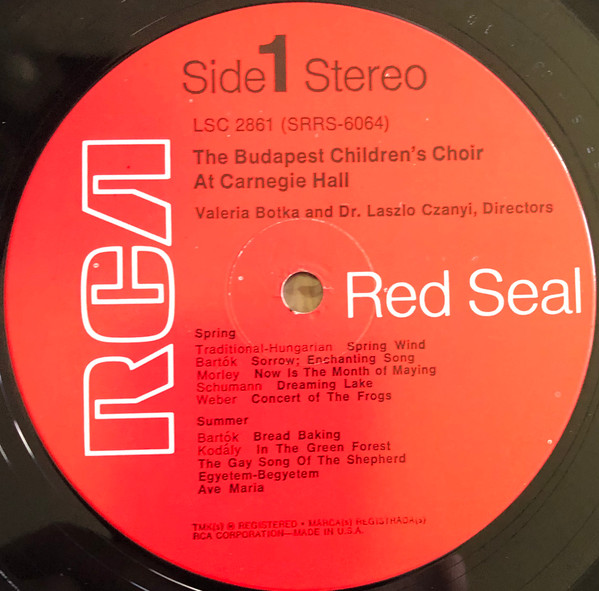 Side 1 Stereo
LSC 2861 (SRRS-6064)
The Budapest Children's Choir
At Carnegie Hall
Valeria Botka and Dr. Laszlo Czanyi, Directors
RCA
Red Seal
Spring
Traditional-Hungarian Spring Wind
Bartók Sorrow; Enchanting Song
Morley Now Is The Month of Maying
Schumann Dreaming Lake
Weber Concert of The Frogs
Summer
Bartók Bread Baking
Kodály In The Green Forest
The Gay Song Of The Shepherd
Egyetem-Begyetem
Ave Maria
TMK(s) ® REGISTERED • MARCA(s) REGISTRADA(s)
RCA CORPORATION—MADE IN U.S.A.